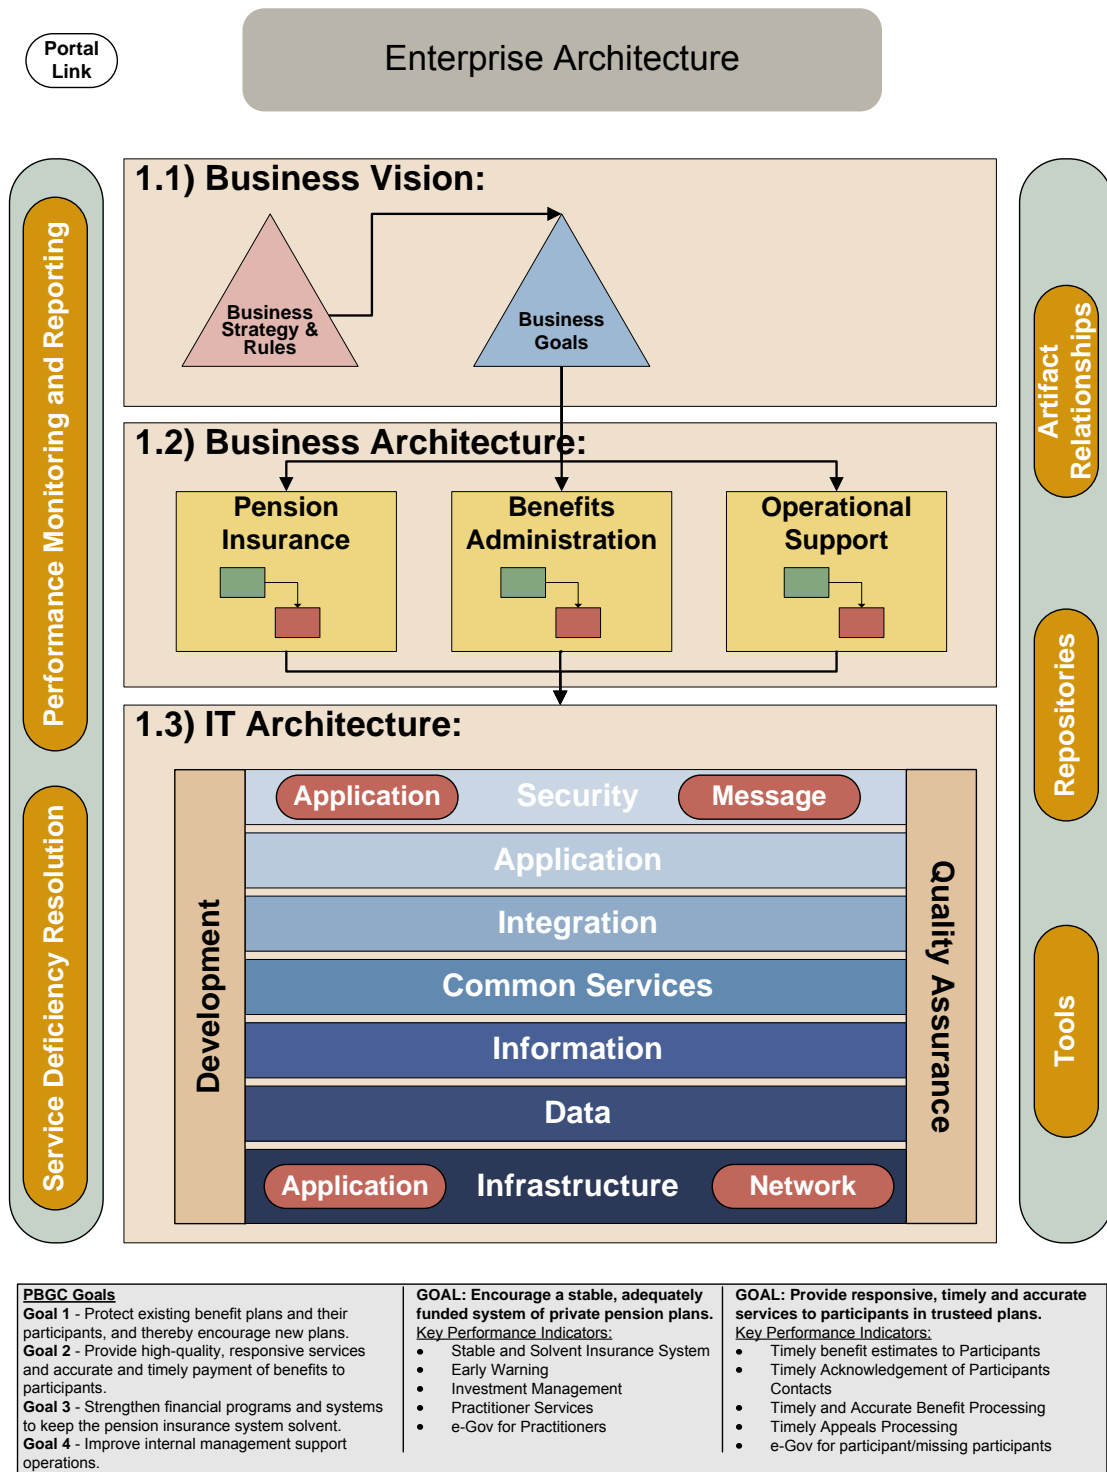 Portal
Link
Enterprise Architecture
Performance Monitoring and Reporting
Service Deficiency Resolution
1.1) Business Vision:
Business
Strategy &
Rules
Business
Goals
1.2) Business Architecture:
Pension
Insurance
Benefits
Administration
Operational
Support
1.3) IT Architecture:
Development
Application
Security
Message
Application
Integration
Common Services
Information
Data
Application
Infrastructure
Network
Quality Assurance
Artifact
Relationships
Repositories
Tools
PBGC Goals
Goal 1 - Protect existing benefit plans and their
participants, and thereby encourage new plans.
Goal 2 - Provide high-quality, responsive services
and accurate and timely payment of benefits to
participants.
Goal 3 - Strengthen financial programs and systems
to keep the pension insurance system solvent.
Goal 4 - Improve internal management support
operations.
GOAL: Encourage a stable, adequately
funded system of private pension plans.
Key Performance Indicators:
• Stable and Solvent Insurance System
• Early Warning
• Investment Management
• Practitioner Services
• e-Gov for Practitioners
GOAL: Provide responsive, timely and accurate
services to participants in trusteed plans.
Key Performance Indicators:
• Timely benefit estimates to Participants
• Timely Acknowledgement of Participants
Contacts
• Timely and Accurate Benefit Processing
• Timely Appeals Processing
• e-Gov for participant/missing participants